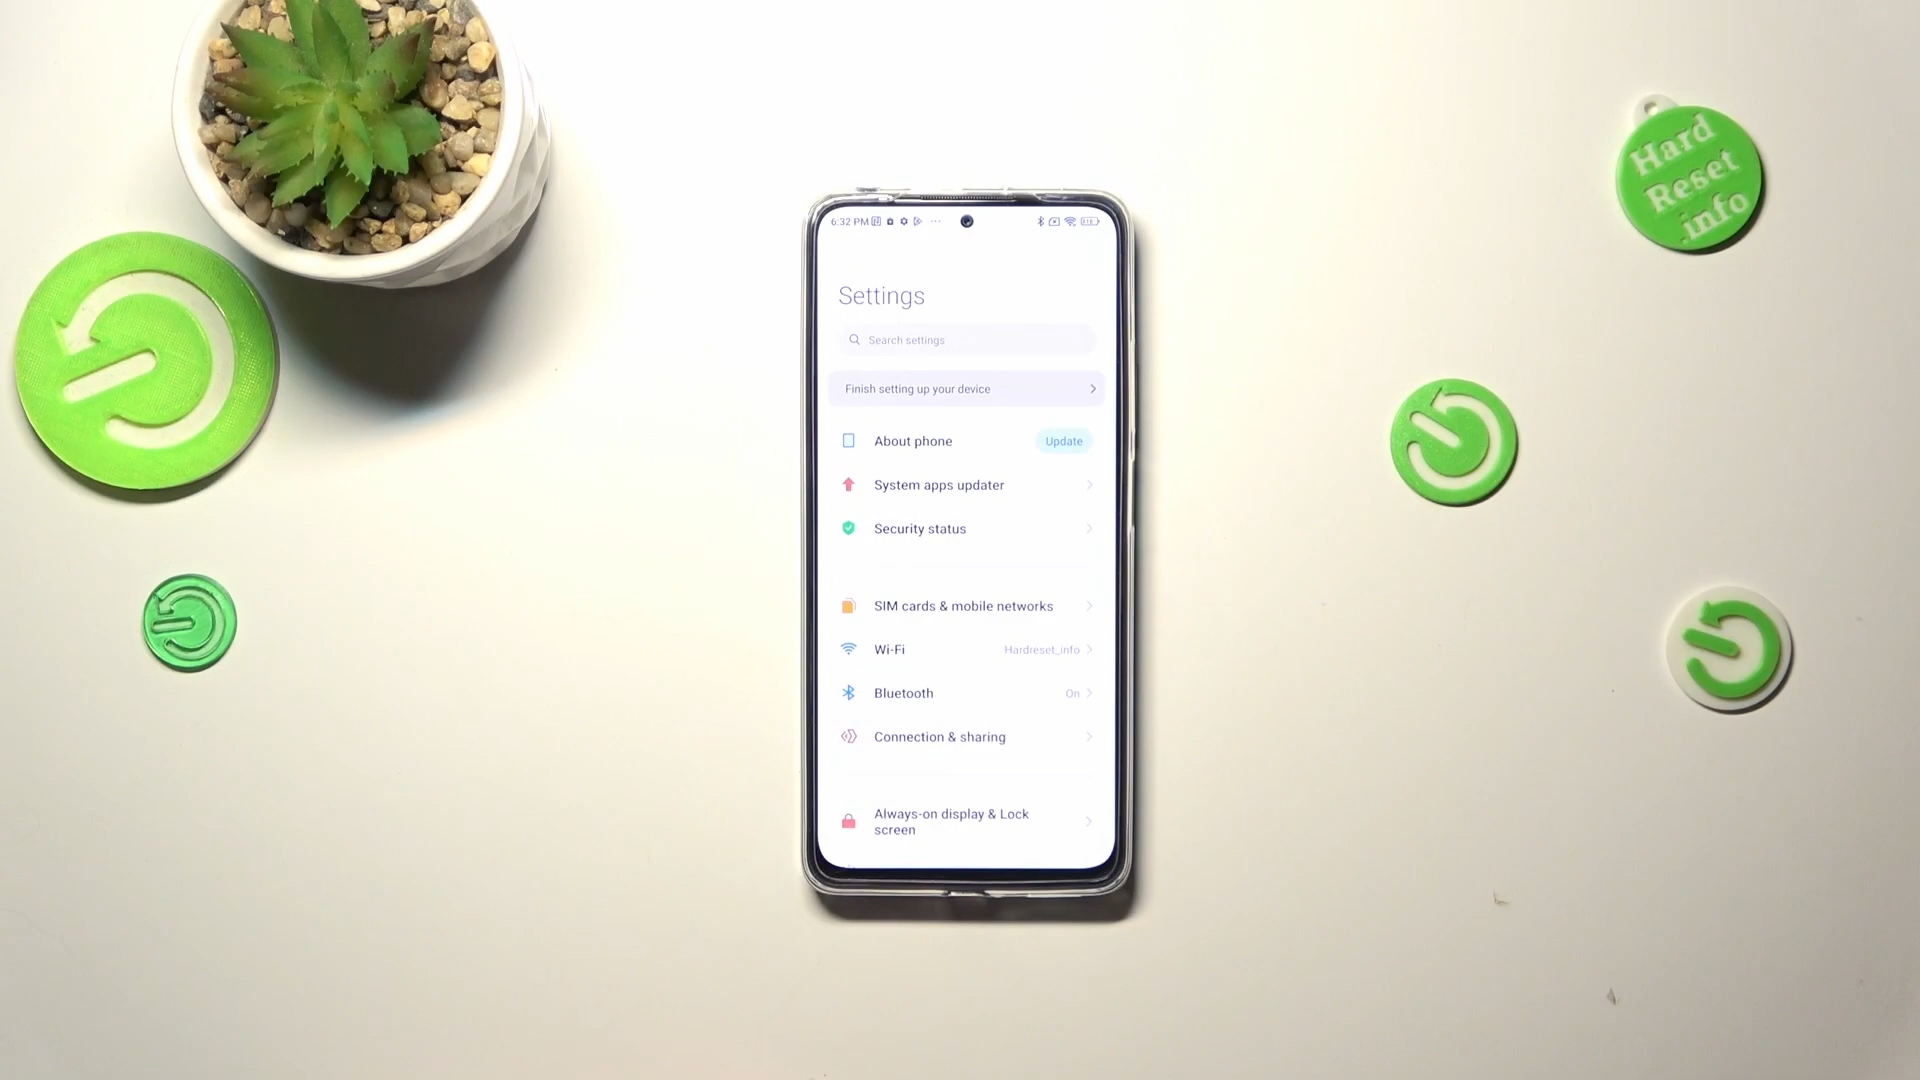 Hard
Reset
.info
6:32 PM
Settings
Search settings
Finish setting up your device
About phone Update
System apps updater
Security status
SIM cards & mobile networks
Wi-Fi Hardreset_info
Bluetooth On
Connection & sharing
Always-on display & Lock
screen